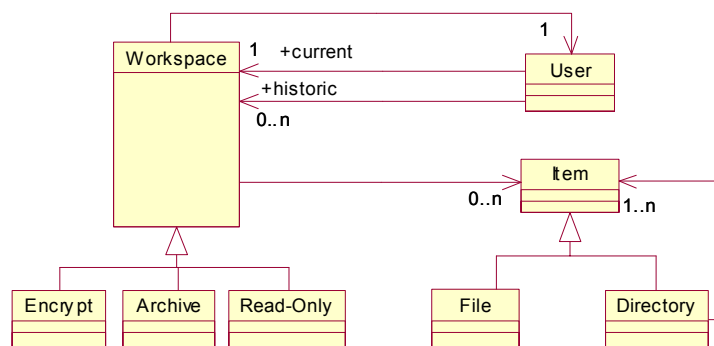 1
Workspace
1 +current
User
+historic
0..n
Item
0..n
1..n
Encrypt
Archive
Read-Only
File
Directory